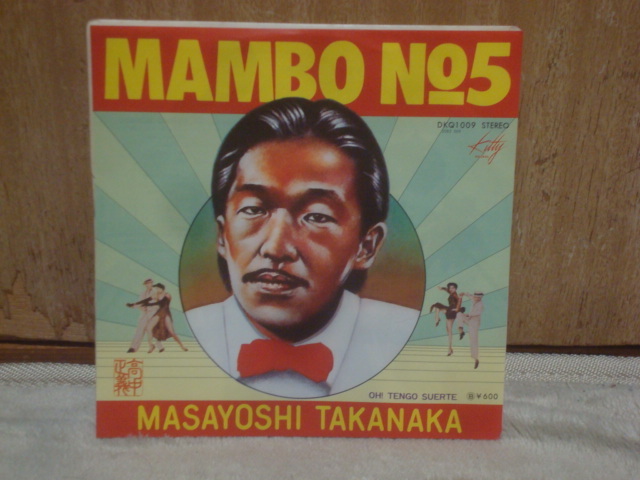 MAMBO No5
DKQ1009 STEREO
Kitty
OH! TENGO SUERTE ¥600
高中正義
MASAYOSHI TAKANAKA